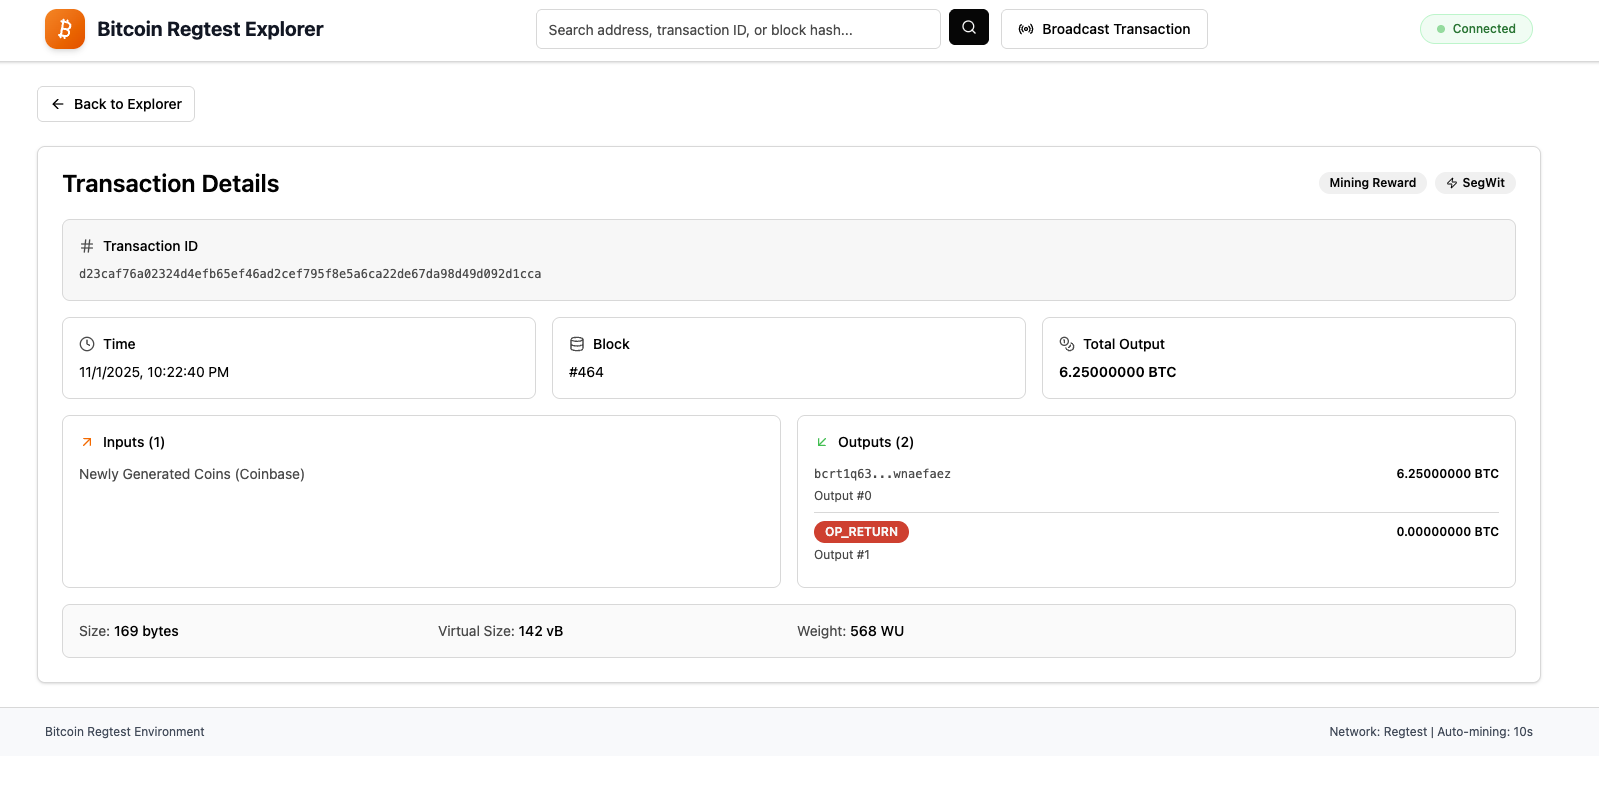 Bitcoin Regtest Explorer
Search address, transaction ID, or block hash...
Broadcast Transaction
Connected
Back to Explorer
Transaction Details
Mining Reward
SegWit
Transaction ID
d23caf76a02324d4efb65ef46ad2cef795f8e5a6ca22de67da98d49d092d1cca
Time
11/1/2025, 10:22:40 PM
Block
#464
Total Output
6.25000000 BTC
Inputs (1)
Newly Generated Coins (Coinbase)
Outputs (2)
bcrt1q63...wnaefaez
6.25000000 BTC
Output #0
OP_RETURN
0.00000000 BTC
Output #1
Size: 169 bytes
Virtual Size: 142 vB
Weight: 568 WU
Bitcoin Regtest Environment
Network: Regtest | Auto-mining: 10s